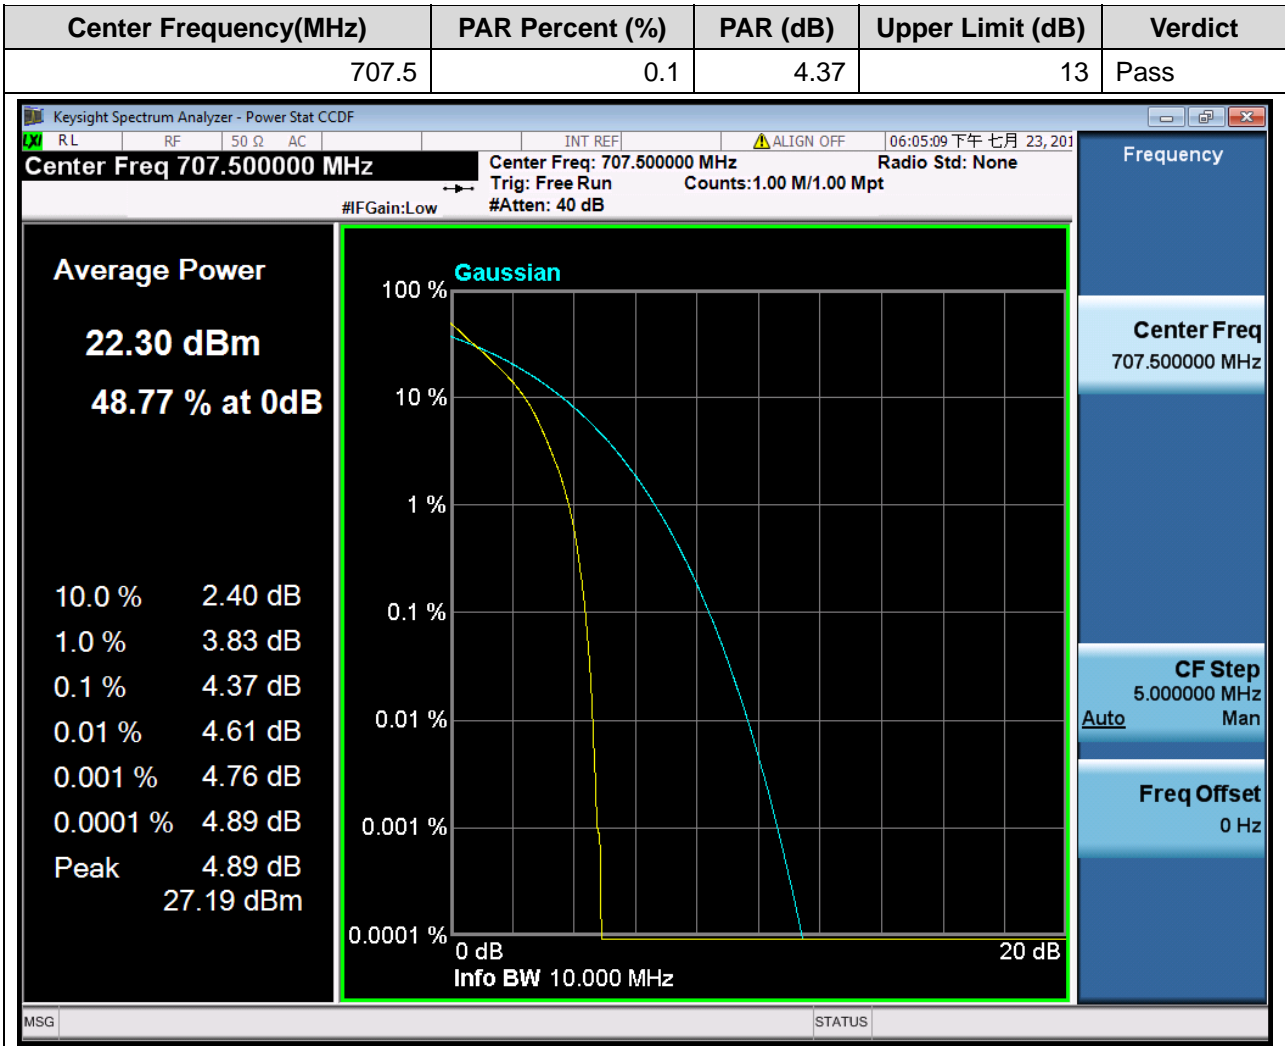 Center Frequency(MHz) PAR Percent (%) PAR (dB) Upper Limit (dB) Verdict
707.5 0.1 4.37 13 Pass
Keysight Spectrum Analyzer - Power Stat CCDF
LXI RL RF 50 Ω AC INT REF ALIGN OFF 06:05:09 下午 七月 23, 201
Center Freq 707.500000 MHz
Center Freq: 707.500000 MHz Radio Std: None
Trig: Free Run Counts:1.00 M/1.00 Mpt
#IFGain:Low #Atten: 40 dB
Frequency
Average Power
22.30 dBm
48.77 % at 0dB
10.0 % 2.40 dB
1.0 % 3.83 dB
0.1 % 4.37 dB
0.01 % 4.61 dB
0.001 % 4.76 dB
0.0001 % 4.89 dB
Peak 4.89 dB
27.19 dBm
Gaussian
100 %
10 %
1 %
0.1 %
0.01 %
0.001 %
0.0001 %
0 dB 20 dB
Info BW 10.000 MHz
Center Freq
707.500000 MHz
CF Step
5.000000 MHz
Auto Man
Freq Offset
0 Hz
MSG STATUS